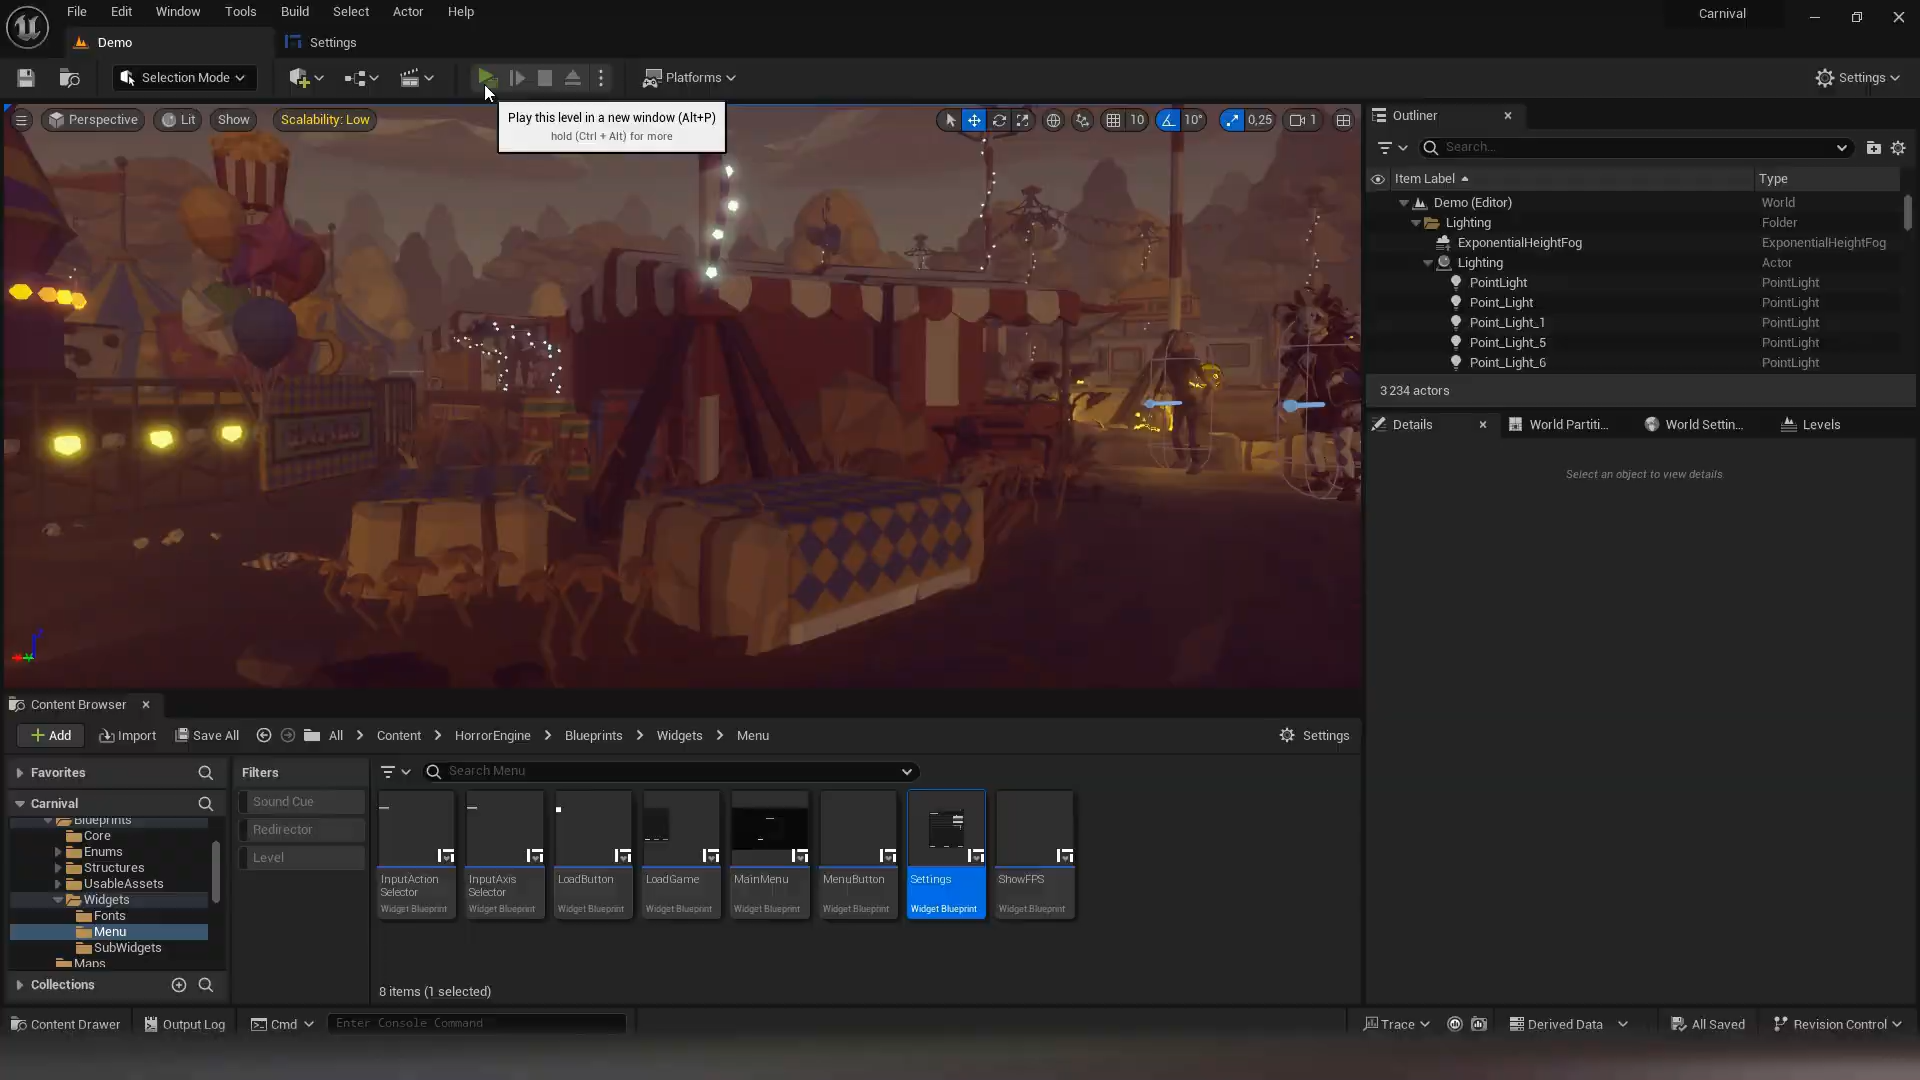 File Edit Window Tools Build Select Actor Help
Carnival
Demo
Settings
Selection Mode
Platforms
Settings
Perspective
Lit
Show
Scalability: Low
Play this level in a new window (Alt+P)
hold (Ctrl + Alt) for more
10
10°
0,25
1
Outliner
Search...
Item Label
Type
Demo (Editor)
World
Lighting
Folder
ExponentialHeightFog
ExponentialHeightFog
Lighting
Actor
PointLight
PointLight
Point_Light
PointLight
Point_Light_1
PointLight
Point_Light_5
PointLight
Point_Light_6
PointLight
3 234 actors
Details
World Partiti...
World Settin...
Levels
Select an object to view details
Content Browser
Add
Import
Save All
All
Content
HorrorEngine
Blueprints
Widgets
Menu
Settings
Favorites
Carnival
Blueprints
Core
Enums
Structures
UsableAssets
Widgets
Fonts
Menu
SubWidgets
Maps
Collections
Filters
Sound Cue
Redirector
Level
Search Menu
InputAction
Selector
Widget Blueprint
InputAxis
Selector
Widget Blueprint
LoadButton
Widget Blueprint
LoadGame
Widget Blueprint
MainMenu
Widget Blueprint
MenuButton
Widget Blueprint
Settings
Widget Blueprint
ShowFPS
Widget Blueprint
8 items (1 selected)
Content Drawer
Output Log
Cmd
Enter Console Command
Trace
Derived Data
All Saved
Revision Control